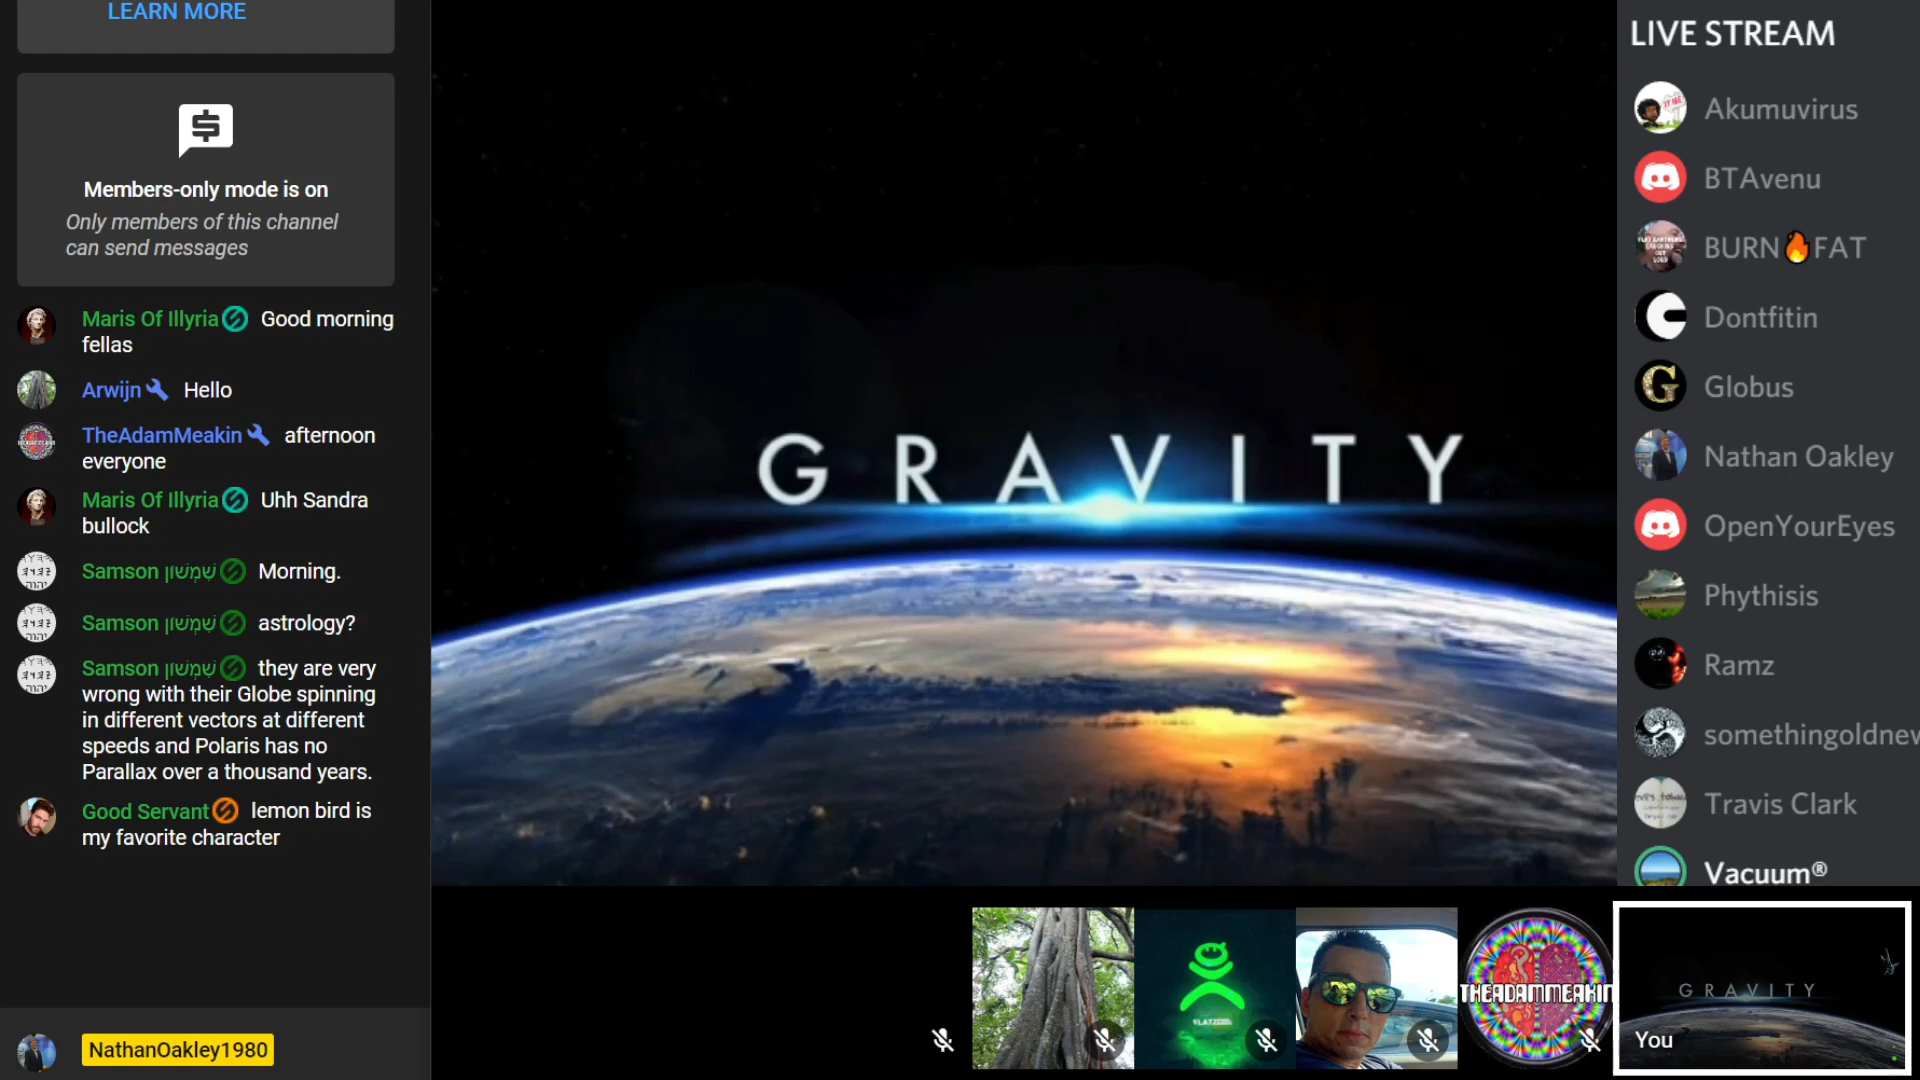 LEARN MORE
Members-only mode is on
Only members of this channel
can send messages
Maris Of Illyria Good morning
fellas
Arwijn Hello
TheAdamMeakin afternoon
everyone
Maris Of Illyria Uhh Sandra
bullock
Samson שִׁמְשׁוֹן Morning.
Samson שִׁמְשׁוֹן astrology?
Samson שִׁמְשׁוֹן they are very
wrong with their Globe spinning
in different vectors at different
speeds and Polaris has no
Parallax over a thousand years.
Good Servant lemon bird is
my favorite character
NathanOakley1980
GRAVITY
LIVE STREAM
Akumuvirus
BTAvenu
BURN🔥FAT
Dontfitin
Globus
Nathan Oakley
OpenYourEyes
Phythisis
Ramz
somethingoldnew
Travis Clark
Vacuum®
THEADAMMEAKIN
GRAVITY
You